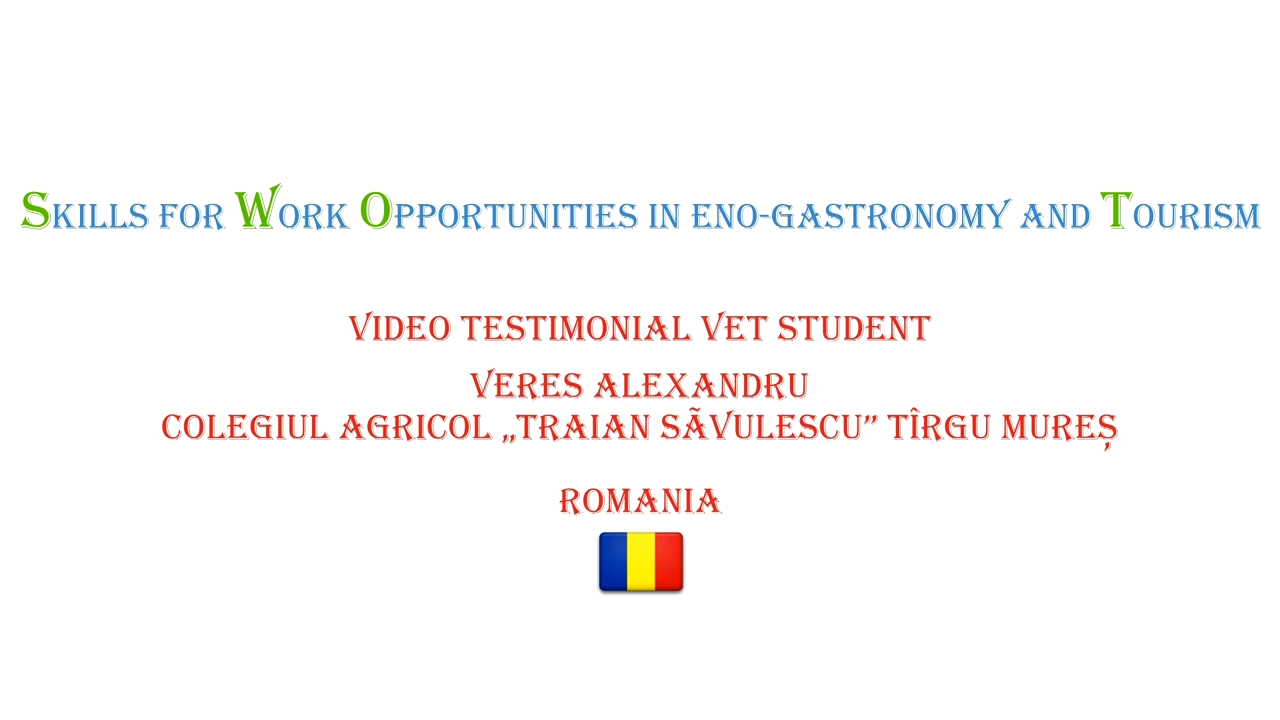 Skills for Work Opportunities in eno-gastronomy and Tourism
Video testimonial VET student
Veres Alexandru
Colegiul Agricol „Traian Sãvulescu” Tîrgu Mureș
Romania